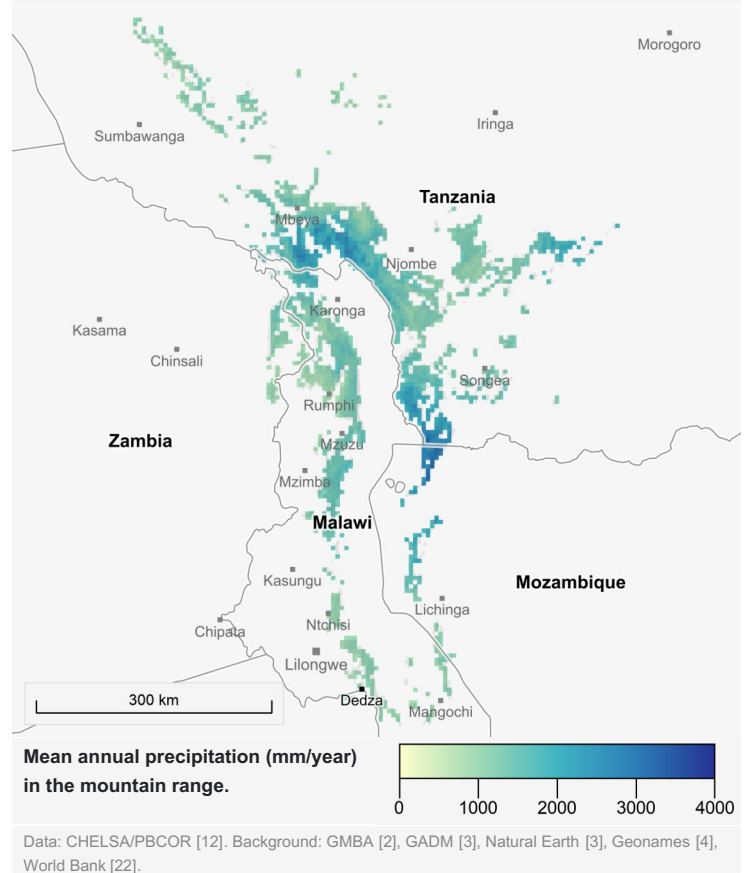 Morogoro
Iringa
Sumbawanga
Tanzania
Mbeya
Njombe
Karonga
Kasama
Chinsali
Songea
Rumphi
Zambia
Mzuzu
Mzimba
Malawi
Kasungu
Mozambique
Lichinga
Ntchisi
Chipata
Lilongwe
300 km
Dedza
Mangochi
Mean annual precipitation (mm/year)
in the mountain range.
0 1000 2000 3000 4000
Data: CHELSA/PBCOR [12]. Background: GMBA [2], GADM [3], Natural Earth [3], Geonames [4],
World Bank [22].